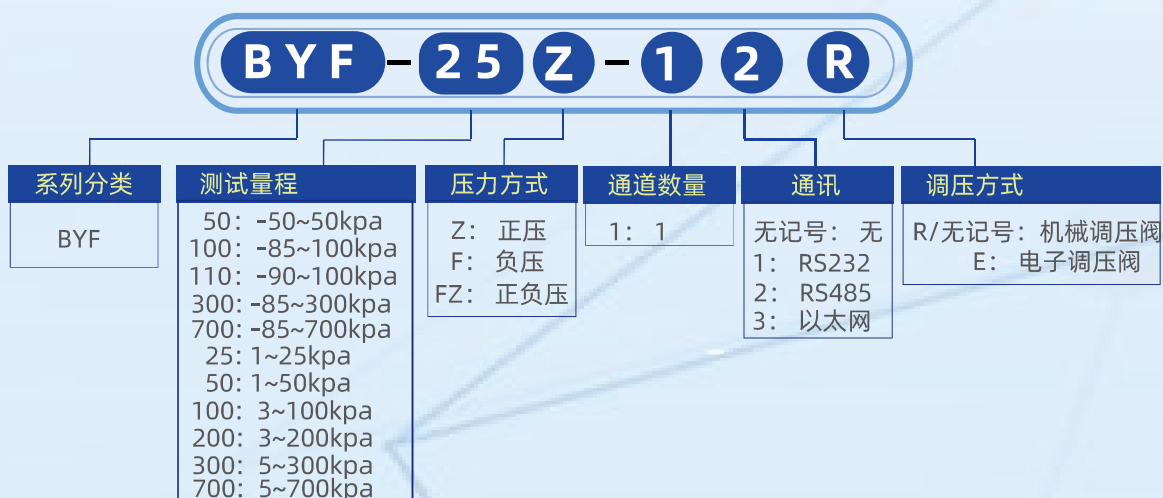 BYF-25Z-12R
系列分类
BYF
测试量程
50：-50~50kpa
100：-85~100kpa
110：-90~100kpa
300：-85~300kpa
700：-85~700kpa
25：1~25kpa
50：1~50kpa
100：3~100kpa
200：3~200kpa
300：5~300kpa
700：5~700kpa
压力方式
Z：正压
F：负压
FZ：正负压
通道数量
1：1
通讯
无记号：无
1：RS232
2：RS485
3：以太网
调压方式
R/无记号：机械调压阀
E：电子调压阀